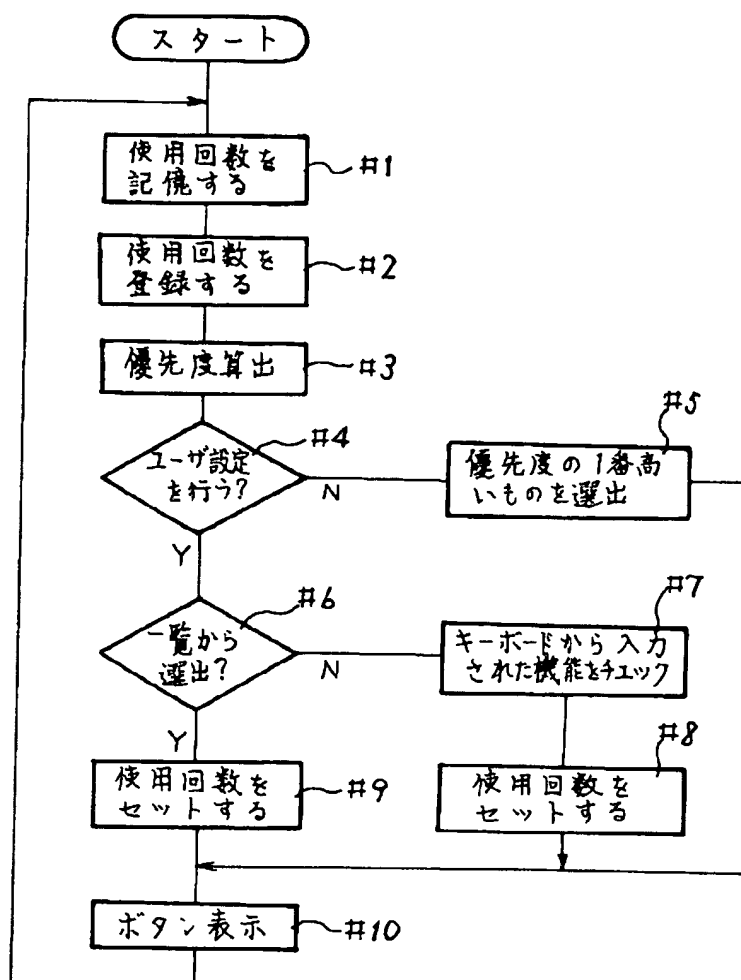 スタート
使用回数を
記憶する
#1
使用回数を
登録する
#2
優先度算出
#3
ユーザ設定
を行う?
#4
N
Y
優先度の1番高
いものを選出
#5
一覧から
選出?
#6
N
Y
キーボードから入力
された機能をチェック
#7
使用回数を
セットする
#8
使用回数を
セットする
#9
ボタン表示
#10